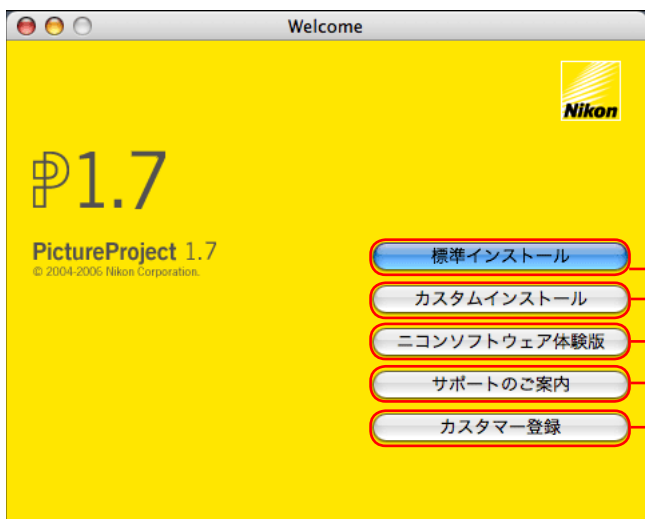 Welcome
Nikon
P1.7
PictureProject 1.7
© 2004-2006 Nikon Corporation.
標準インストール
カスタムインストール
ニコンソフトウェア体験版
サポートのご案内
カスタマー登録